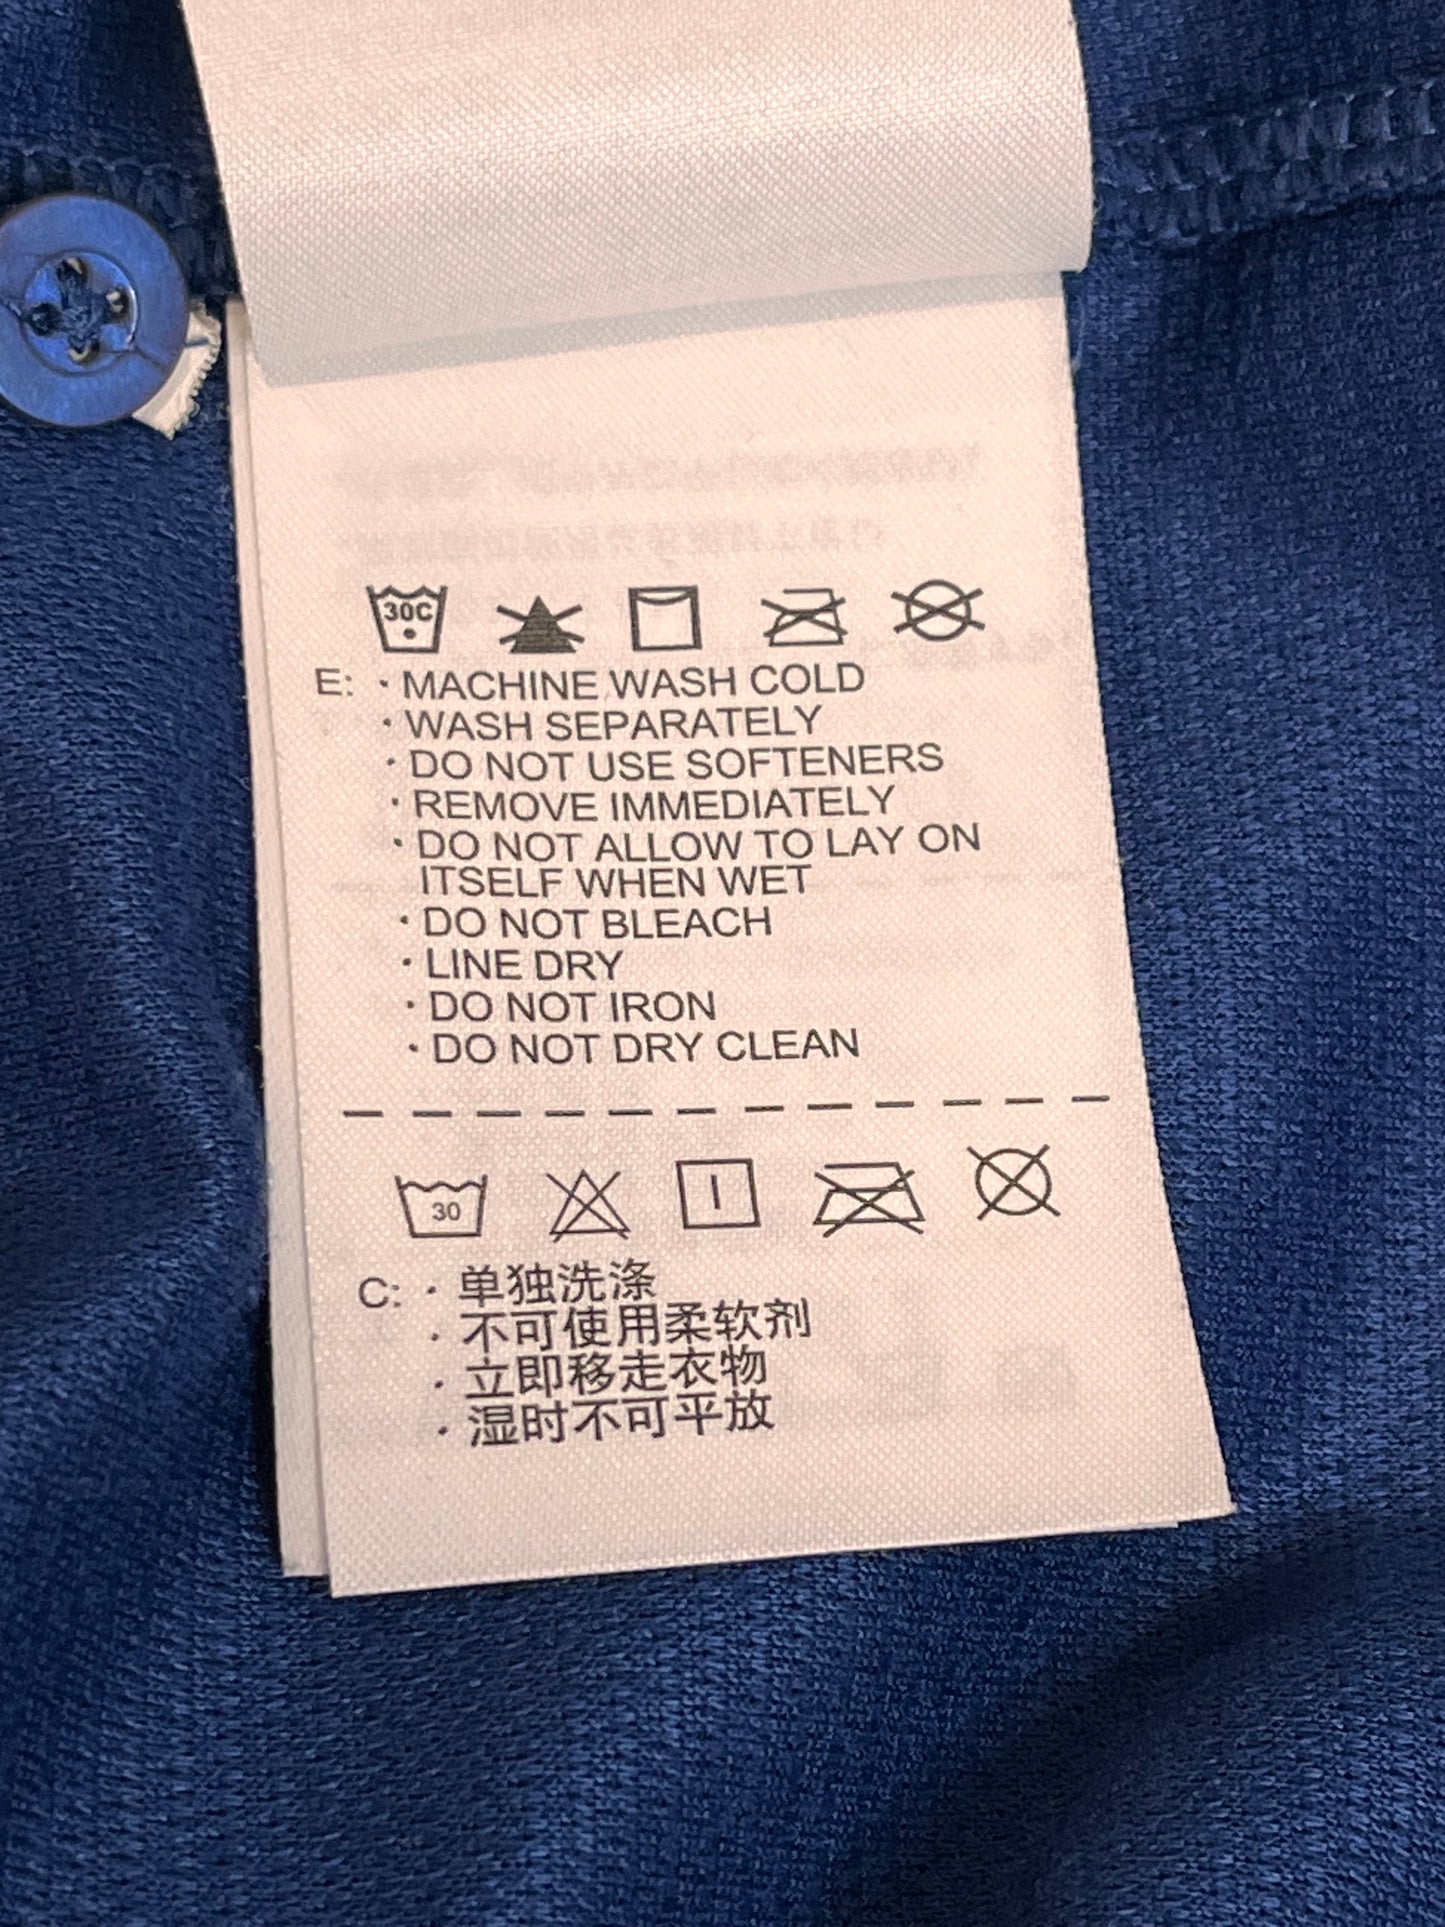 30C
E: · MACHINE WASH COLD
· WASH SEPARATELY
· DO NOT USE SOFTENERS
· REMOVE IMMEDIATELY
· DO NOT ALLOW TO LAY ON
ITSELF WHEN WET
· DO NOT BLEACH
· LINE DRY
· DO NOT IRON
· DO NOT DRY CLEAN
30
C: · 单独洗涤
· 不可使用柔软剂
· 立即移走衣物
· 湿时不可平放